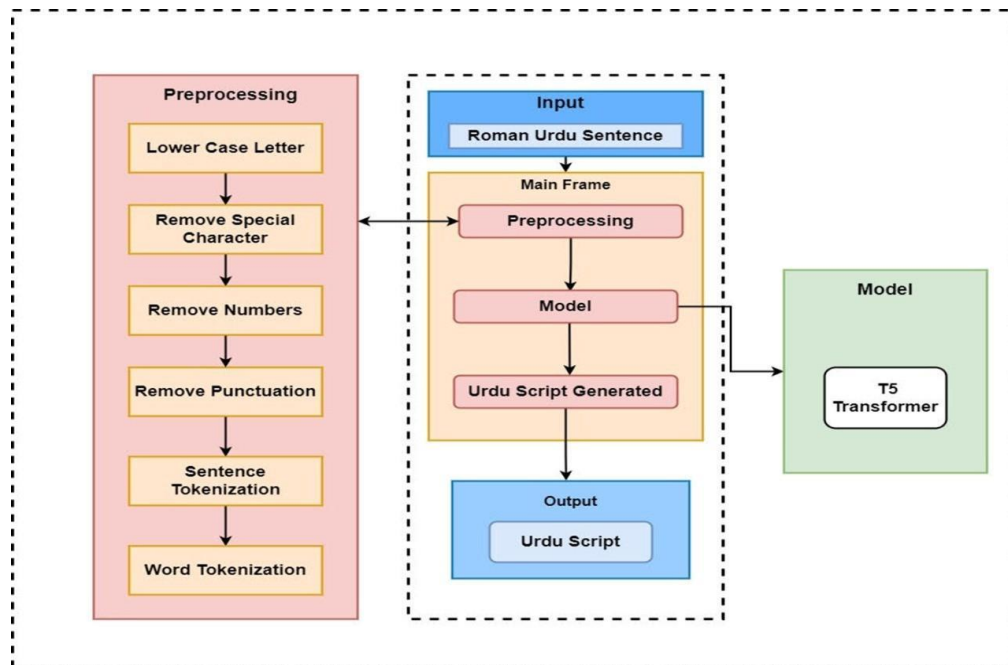 Preprocessing
Lower Case Letter
Remove Special
Character
Remove Numbers
Remove Punctuation
Sentence
Tokenization
Word Tokenization
Input
Roman Urdu Sentence
Main Frame
Preprocessing
Model
Urdu Script Generated
Output
Urdu Script
Model
T5
Transformer